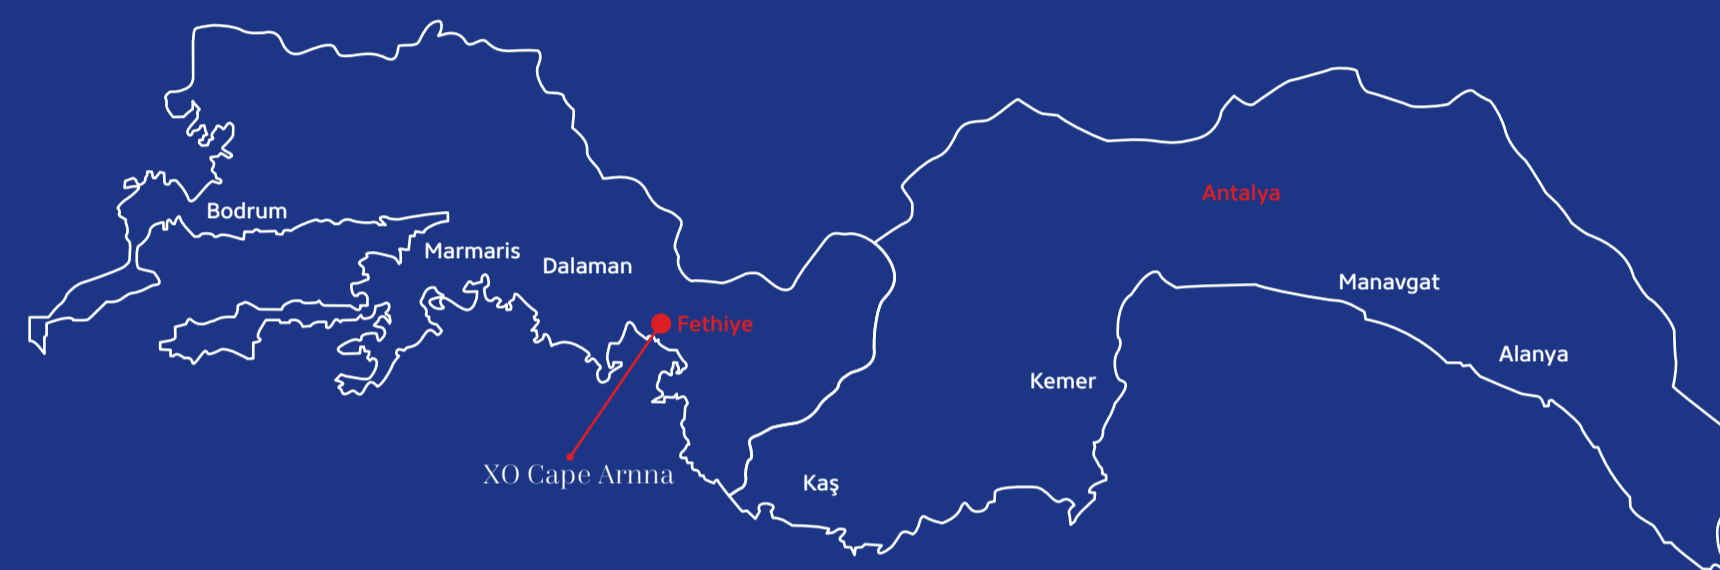 Antalya
Bodrum
Marmaris
Dalaman
Manavgat
Fethiye
Alanya
Kemer
XO Cape Arnna
Kaş